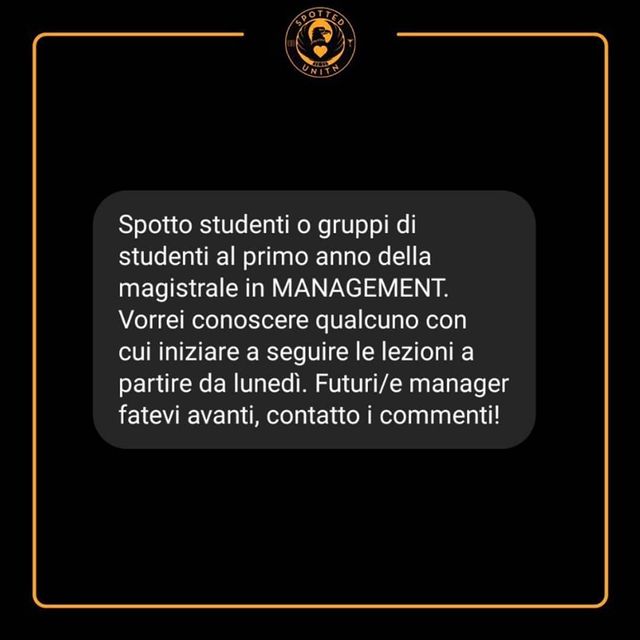 SPOTTED
UNITN
Spotto studenti o gruppi di
studenti al primo anno della
magistrale in MANAGEMENT.
Vorrei conoscere qualcuno con
cui iniziare a seguire le lezioni a
partire da lunedì. Futuri/e manager
fatevi avanti, contatto i commenti!